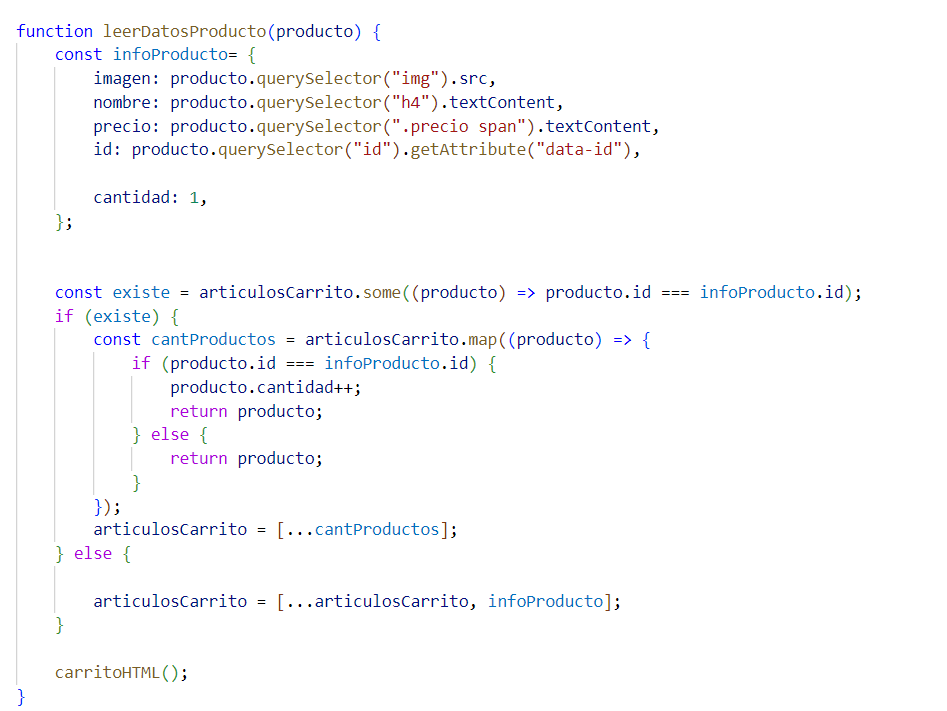 function leerDatosProducto(producto) {
    const infoProducto= {
        imagen: producto.querySelector("img").src,
        nombre: producto.querySelector("h4").textContent,
        precio: producto.querySelector(".precio span").textContent,
        id: producto.querySelector("id").getAttribute("data-id"),
        cantidad: 1,
    };
    const existe = articulosCarrito.some((producto) => producto.id === infoProducto.id);
    if (existe) {
        const cantProductos = articulosCarrito.map((producto) => {
            if (producto.id === infoProducto.id) {
                producto.cantidad++;
                return producto;
            } else {
                return producto;
            }
        });
        articulosCarrito = [...cantProductos];
    } else {
        articulosCarrito = [...articulosCarrito, infoProducto];
    }
    carritoHTML();
}